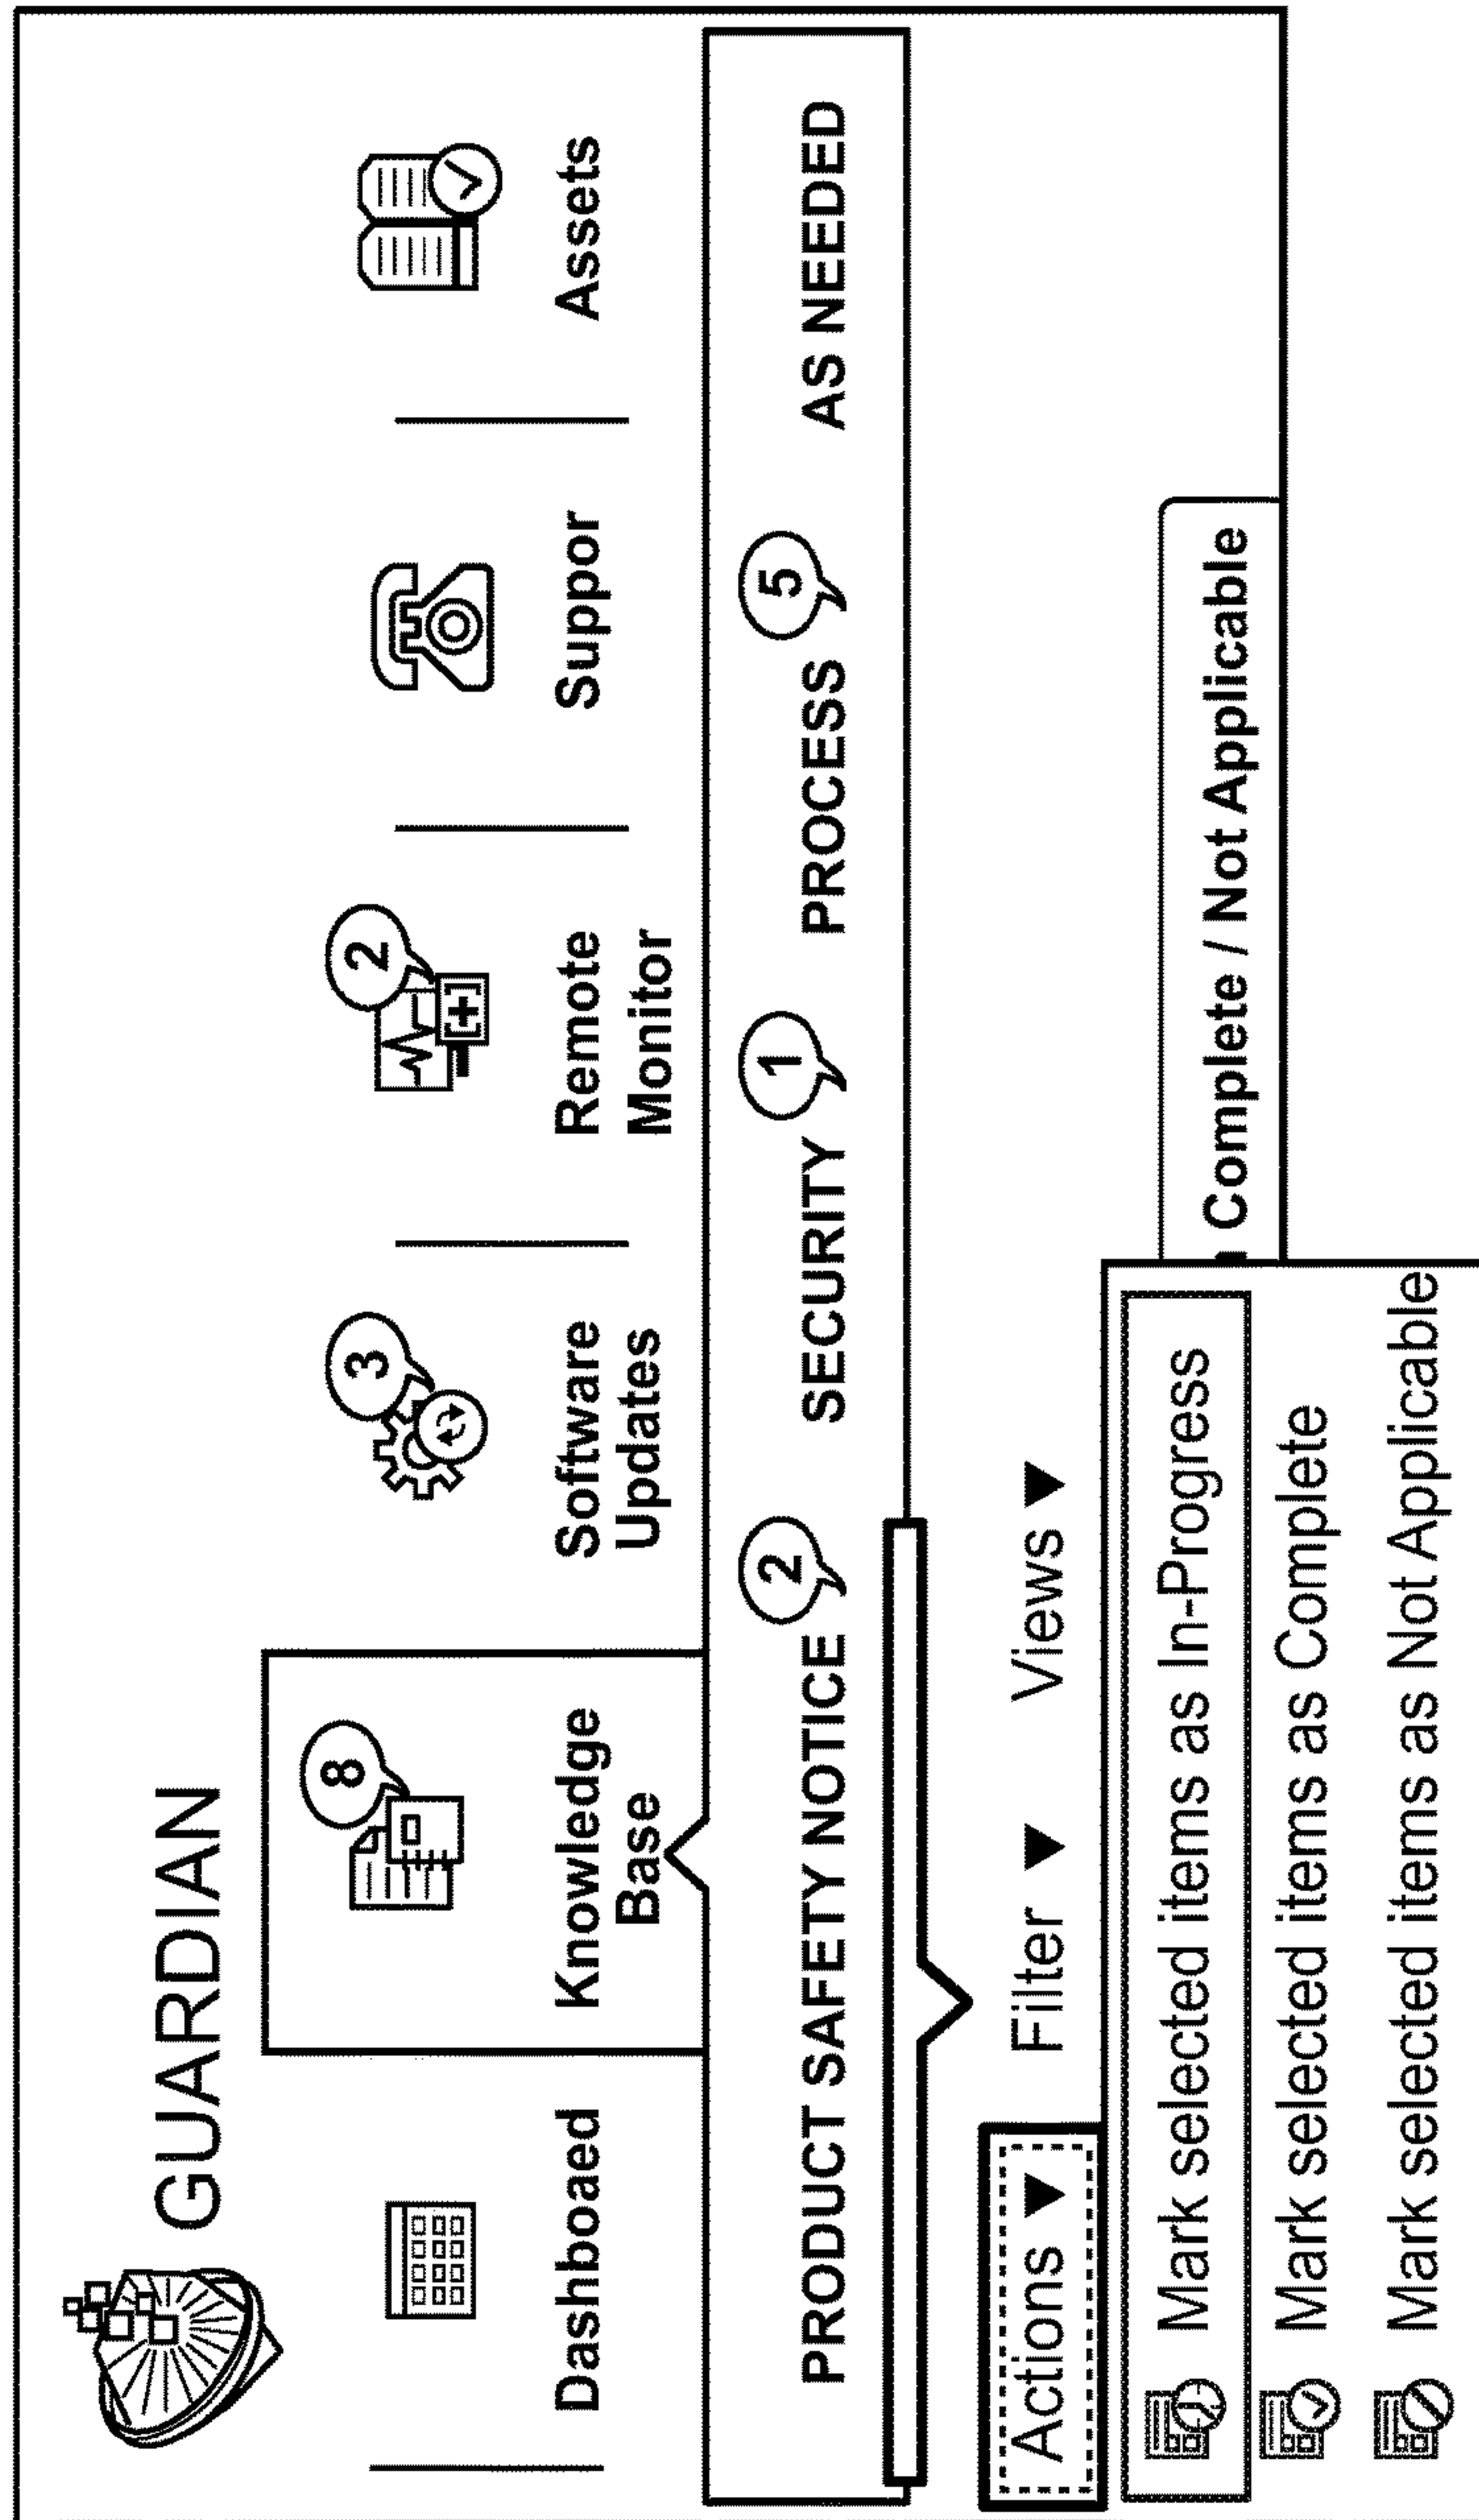 GUARDIAN
8
3
2
Dashboaed
Knowledge
Base
Software
Updates
Remote
Monitor
Suppor
Assets
PRODUCT SAFETY NOTICE 2 SECURITY 1 PROCESS 5 AS NEEDED
Actions ▼ Filter ▼ Views ▼
Mark selected items as In-Progress
Complete / Not Applicable
Mark selected items as Complete
Mark selected items as Not Applicable